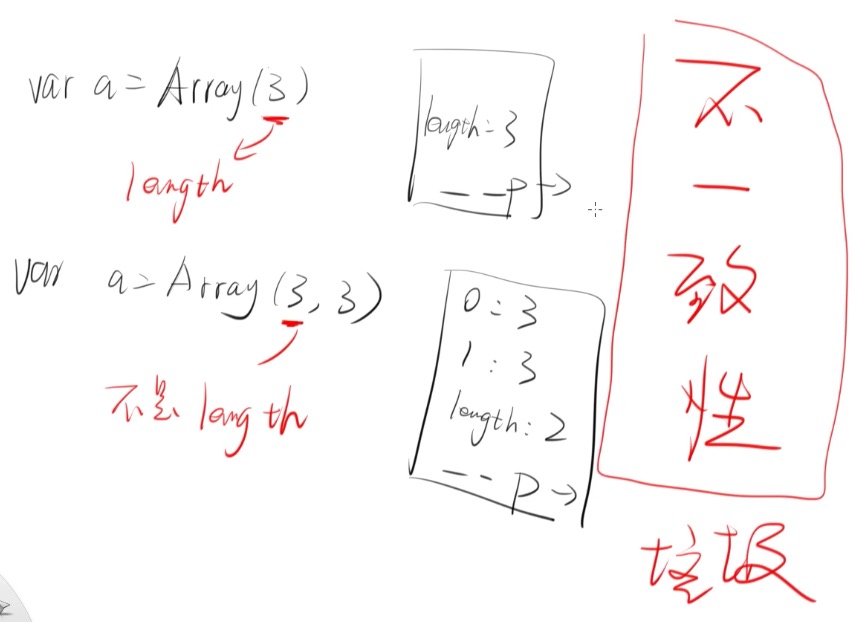 var a = Array(3)
length
length: 3
__p→
var a = Array(3, 3)
不是 length
0: 3
1: 3
length: 2
--p→
不一致性
垃圾